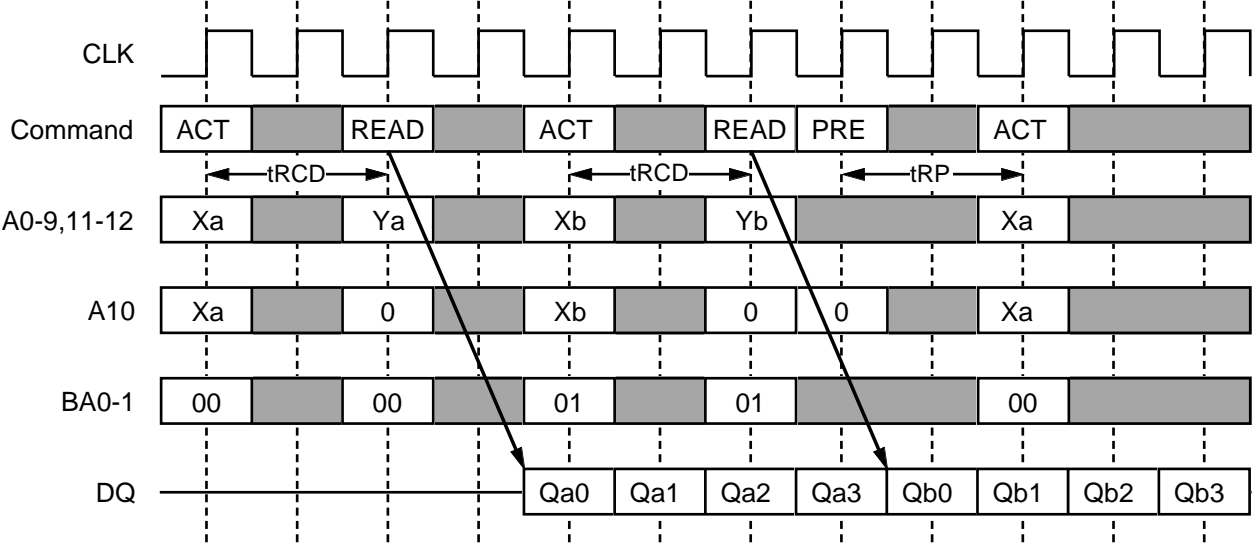 CLK
Command ACT READ ACT READ PRE ACT
tRCD tRCD tRP
A0-9,11-12 Xa Ya Xb Yb Xa
A10 Xa 0 Xb 0 0 Xa
BA0-1 00 00 01 01 00
DQ Qa0 Qa1 Qa2 Qa3 Qb0 Qb1 Qb2 Qb3